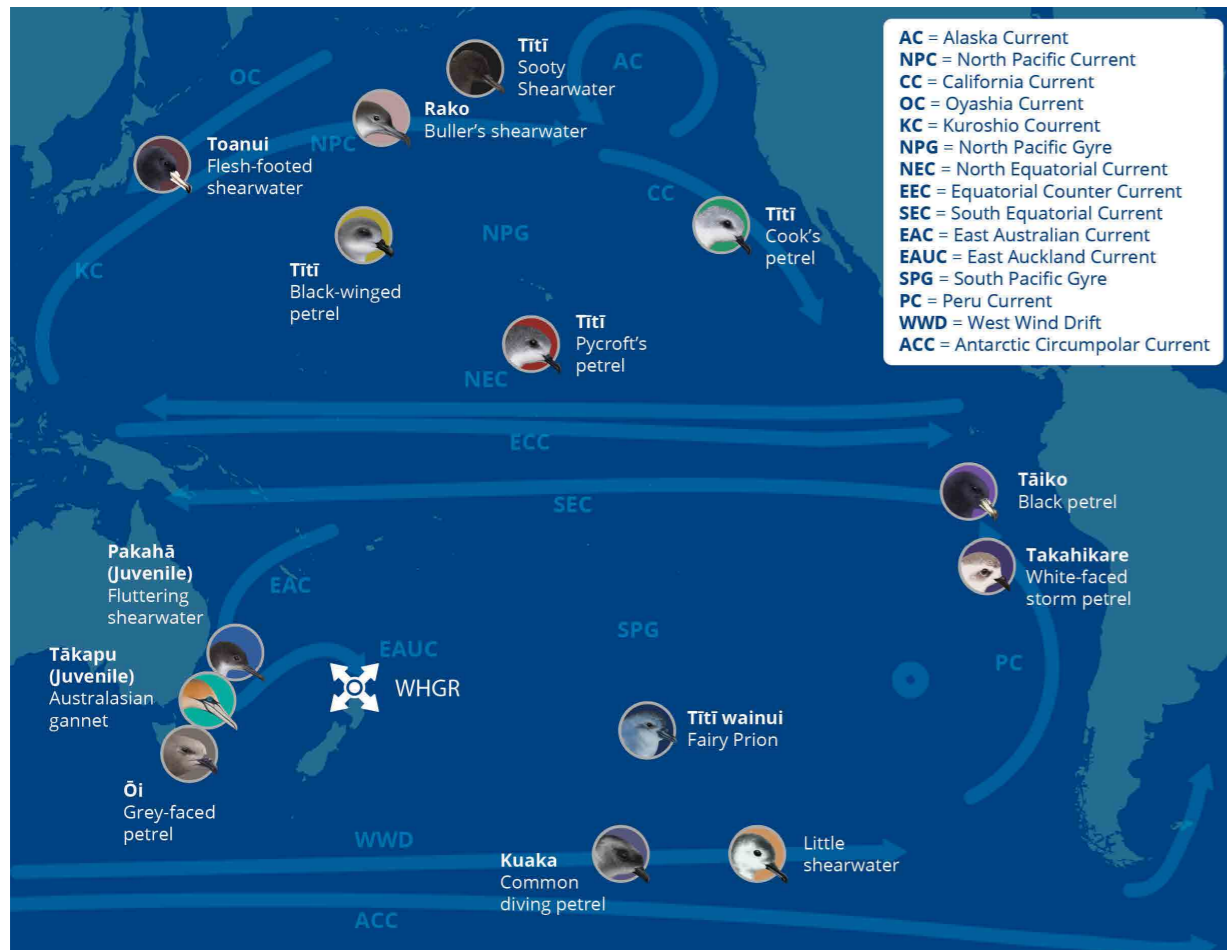 Tītī
Sooty
Shearwater
AC
OC
Rako
Buller's shearwater
NPC
Toanui
Flesh-footed
shearwater
CC
Tītī
Cook's
petrel
NPG
KC
Tītī
Black-winged
petrel
Tītī
Pycroft's
petrel
NEC
ECC
SEC
AC = Alaska Current
NPC = North Pacific Current
CC = California Current
OC = Oyashia Current
KC = Kuroshio Courrent
NPG = North Pacific Gyre
NEC = North Equatorial Current
EEC = Equatorial Counter Current
SEC = South Equatorial Current
EAC = East Australian Current
EAUC = East Auckland Current
SPG = South Pacific Gyre
PC = Peru Current
WWD = West Wind Drift
ACC = Antarctic Circumpolar Current
Tāiko
Black petrel
Takahikare
White-faced
storm petrel
Pakahā
(Juvenile)
Fluttering
shearwater
EAC
Tākapu
(Juvenile)
Australasian
gannet
EAUC
WHGR
SPG
PC
Tītī wainui
Fairy Prion
Ōi
Grey-faced
petrel
WWD
Kuaka
Common
diving petrel
Little
shearwater
ACC